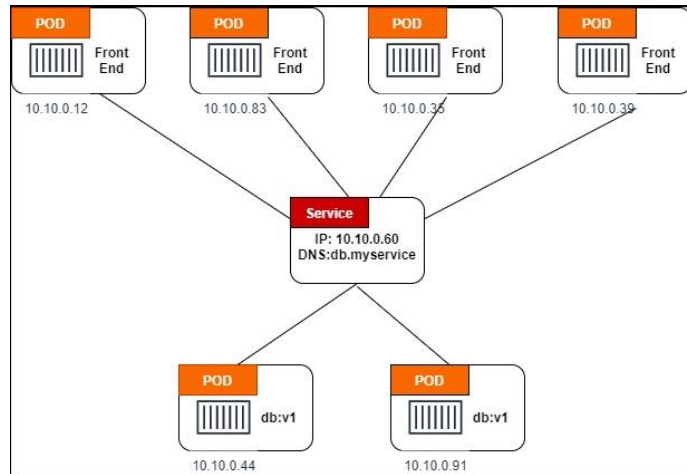 POD
POD
POD
POD
Front
End
Front
End
Front
End
Front
End
10.10.0.12
10.10.0.83
10.10.0.35
10.10.0.39
Service
IP: 10.10.0.60
DNS:db.myservice
POD
POD
db:v1
db:v1
10.10.0.44
10.10.0.91